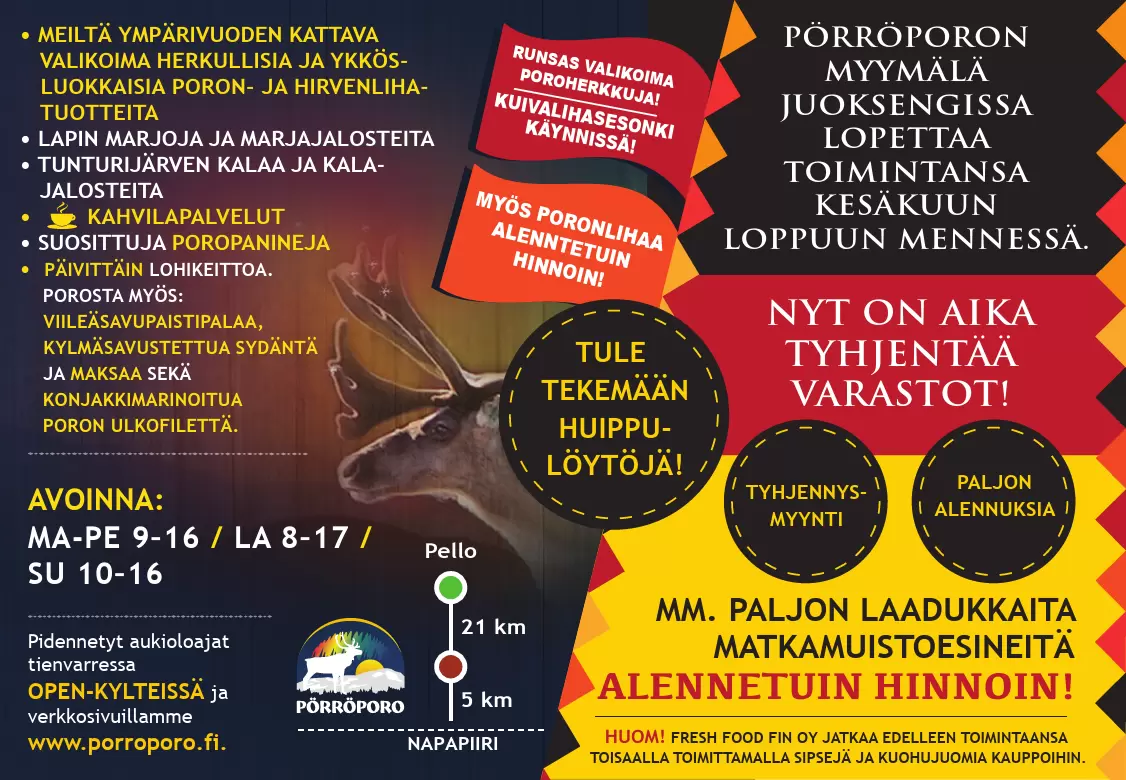 • MEILTÄ YMPÄRIVUODEN KATTAVA
VALIKOIMA HERKULLISIA JA YKKÖS-
LUOKKAISIA PORON- JA HIRVENLIHA-
TUOTTEITA
• LAPIN MARJOJA JA MARJAJALOSTEITA
• TUNTURIJÄRVEN KALAA JA KALA-
JALOSTEITA
• KAHVILAPALVELUT
• SUOSITTUJA POROPANINEJA
• PÄIVITTÄIN LOHIKEITTOA.
POROSTA MYÖS:
VIILEÄSAVUPAISTIPALAA,
KYLMÄSAVUSTETTUA SYDÄNTÄ
JA MAKSAA SEKÄ
KONJAKKIMARINOITUA
PORON ULKOFILETTÄ.
AVOINNA:
MA-PE 9–16 / LA 8–17 /
SU 10–16
Pidennetyt aukioloajat
tienvarressa
OPEN-KYLTEISSÄ ja
verkkosivuillamme
www.porroporo.fi.
PÖRRÖPORO
Pello
21 km
5 km
NAPAPIIRI
RUNSAS VALIKOIMA
POROHERKKUJA!
KUIVALIHASESONKI
KÄYNNISSÄ!
MYÖS PORONLIHAA
ALENNTETUIN
HINNOIN!
TULE
TEKEMÄÄN
HUIPPU-
LÖYTÖJÄ!
PÖRRÖPORON
MYYMÄLÄ
JUOKSENGISSA
LOPETTAA
TOIMINTANSA
KESÄKUUN
LOPPUUN MENNESSÄ.
NYT ON AIKA
TYHJENTÄÄ
VARASTOT!
TYHJENNYS-
MYYNTI
PALJON
ALENNUKSIA
MM. PALJON LAADUKKAITA
MATKAMUISTOESINEITÄ
ALENNETUIN HINNOIN!
HUOM! FRESH FOOD FIN OY JATKAA EDELLEEN TOIMINTAANSA
TOISAALLA TOIMITTAMALLA SIPSEJÄ JA KUOHUJUOMIA KAUPPOIHIN.